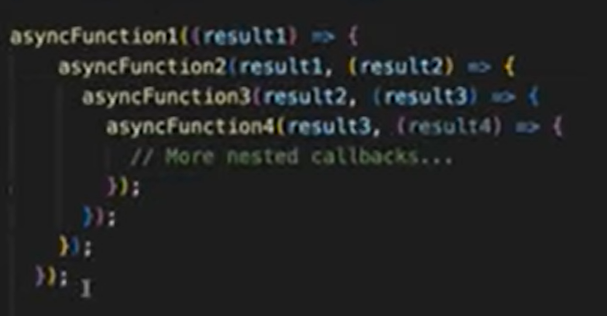 asyncFunction1((result1) => {
asyncFunction2(result1, (result2) => {
asyncFunction3(result2, (result3) => {
asyncFunction4(result3, (result4) => {
// More nested callbacks...
});
});
});
});